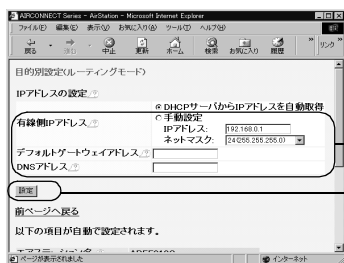 AIRCONNECT Series - AirStation - Microsoft Internet Explorer
ファイル(F) 編集(E) 表示(V) お気に入り(A) ツール(T) ヘルプ(H)
戻る 進む 中止 更新 ホーム 検索 お気に入り 履歴 » リンク »
目的別設定(ルーティングモード)
IPアドレスの設定
DHCPサーバからIPアドレスを自動取得
有線側IPアドレス
手動設定
IPアドレス: 192.168.0.1
ネットマスク: 24(255.255.255.0)
デフォルトゲートウェイアドレス
DNSアドレス
設定
前ページへ戻る
以下の項目が自動で設定されます。
ページが表示されました
インターネット